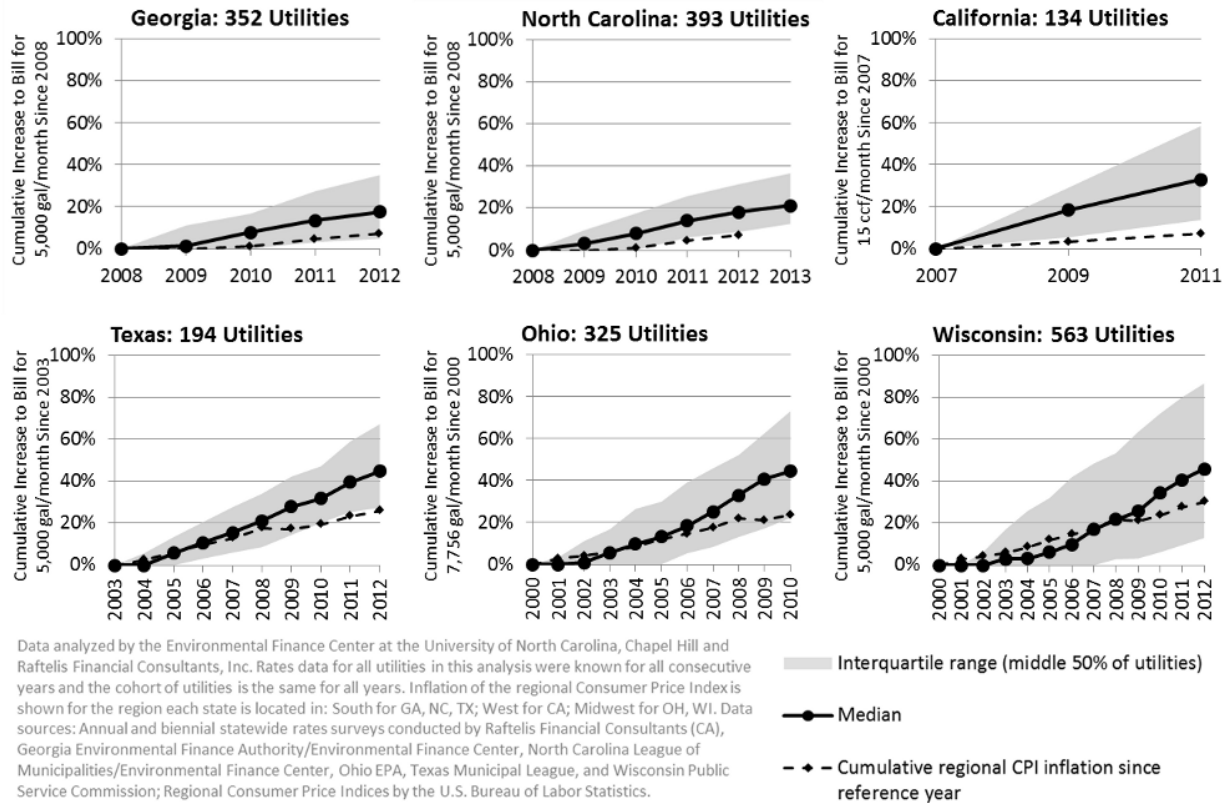 Georgia: 352 Utilities
Cumulative Increase to Bill for
5,000 gal/month Since 2008
100%
80%
60%
40%
20%
0%
2008 2009 2010 2011 2012
North Carolina: 393 Utilities
Cumulative Increase to Bill for
5,000 gal/month Since 2008
100%
80%
60%
40%
20%
0%
2008 2009 2010 2011 2012 2013
California: 134 Utilities
Cumulative Increase to Bill for
15 ccf/month Since 2007
100%
80%
60%
40%
20%
0%
2007 2009 2011
Texas: 194 Utilities
Cumulative Increase to Bill for
5,000 gal/month Since 2003
100%
80%
60%
40%
20%
0%
2003 2004 2005 2006 2007 2008 2009 2010 2011 2012
Ohio: 325 Utilities
Cumulative Increase to Bill for
7,756 gal/month Since 2000
100%
80%
60%
40%
20%
0%
2000 2001 2002 2003 2004 2005 2006 2007 2008 2009 2010
Wisconsin: 563 Utilities
Cumulative Increase to Bill for
5,000 gal/month Since 2000
100%
80%
60%
40%
20%
0%
2000 2001 2002 2003 2004 2005 2006 2007 2008 2009 2010 2011 2012
Data analyzed by the Environmental Finance Center at the University of North Carolina, Chapel Hill and
Raftelis Financial Consultants, Inc. Rates data for all utilities in this analysis were known for all consecutive
years and the cohort of utilities is the same for all years. Inflation of the regional Consumer Price Index is
shown for the region each state is located in: South for GA, NC, TX; West for CA; Midwest for OH, WI. Data
sources: Annual and biennial statewide rates surveys conducted by Raftelis Financial Consultants (CA),
Georgia Environmental Finance Authority/Environmental Finance Center, North Carolina League of
Municipalities/Environmental Finance Center, Ohio EPA, Texas Municipal League, and Wisconsin Public
Service Commission; Regional Consumer Price Indices by the U.S. Bureau of Labor Statistics.
Interquartile range (middle 50% of utilities)
Median
Cumulative regional CPI inflation since
reference year